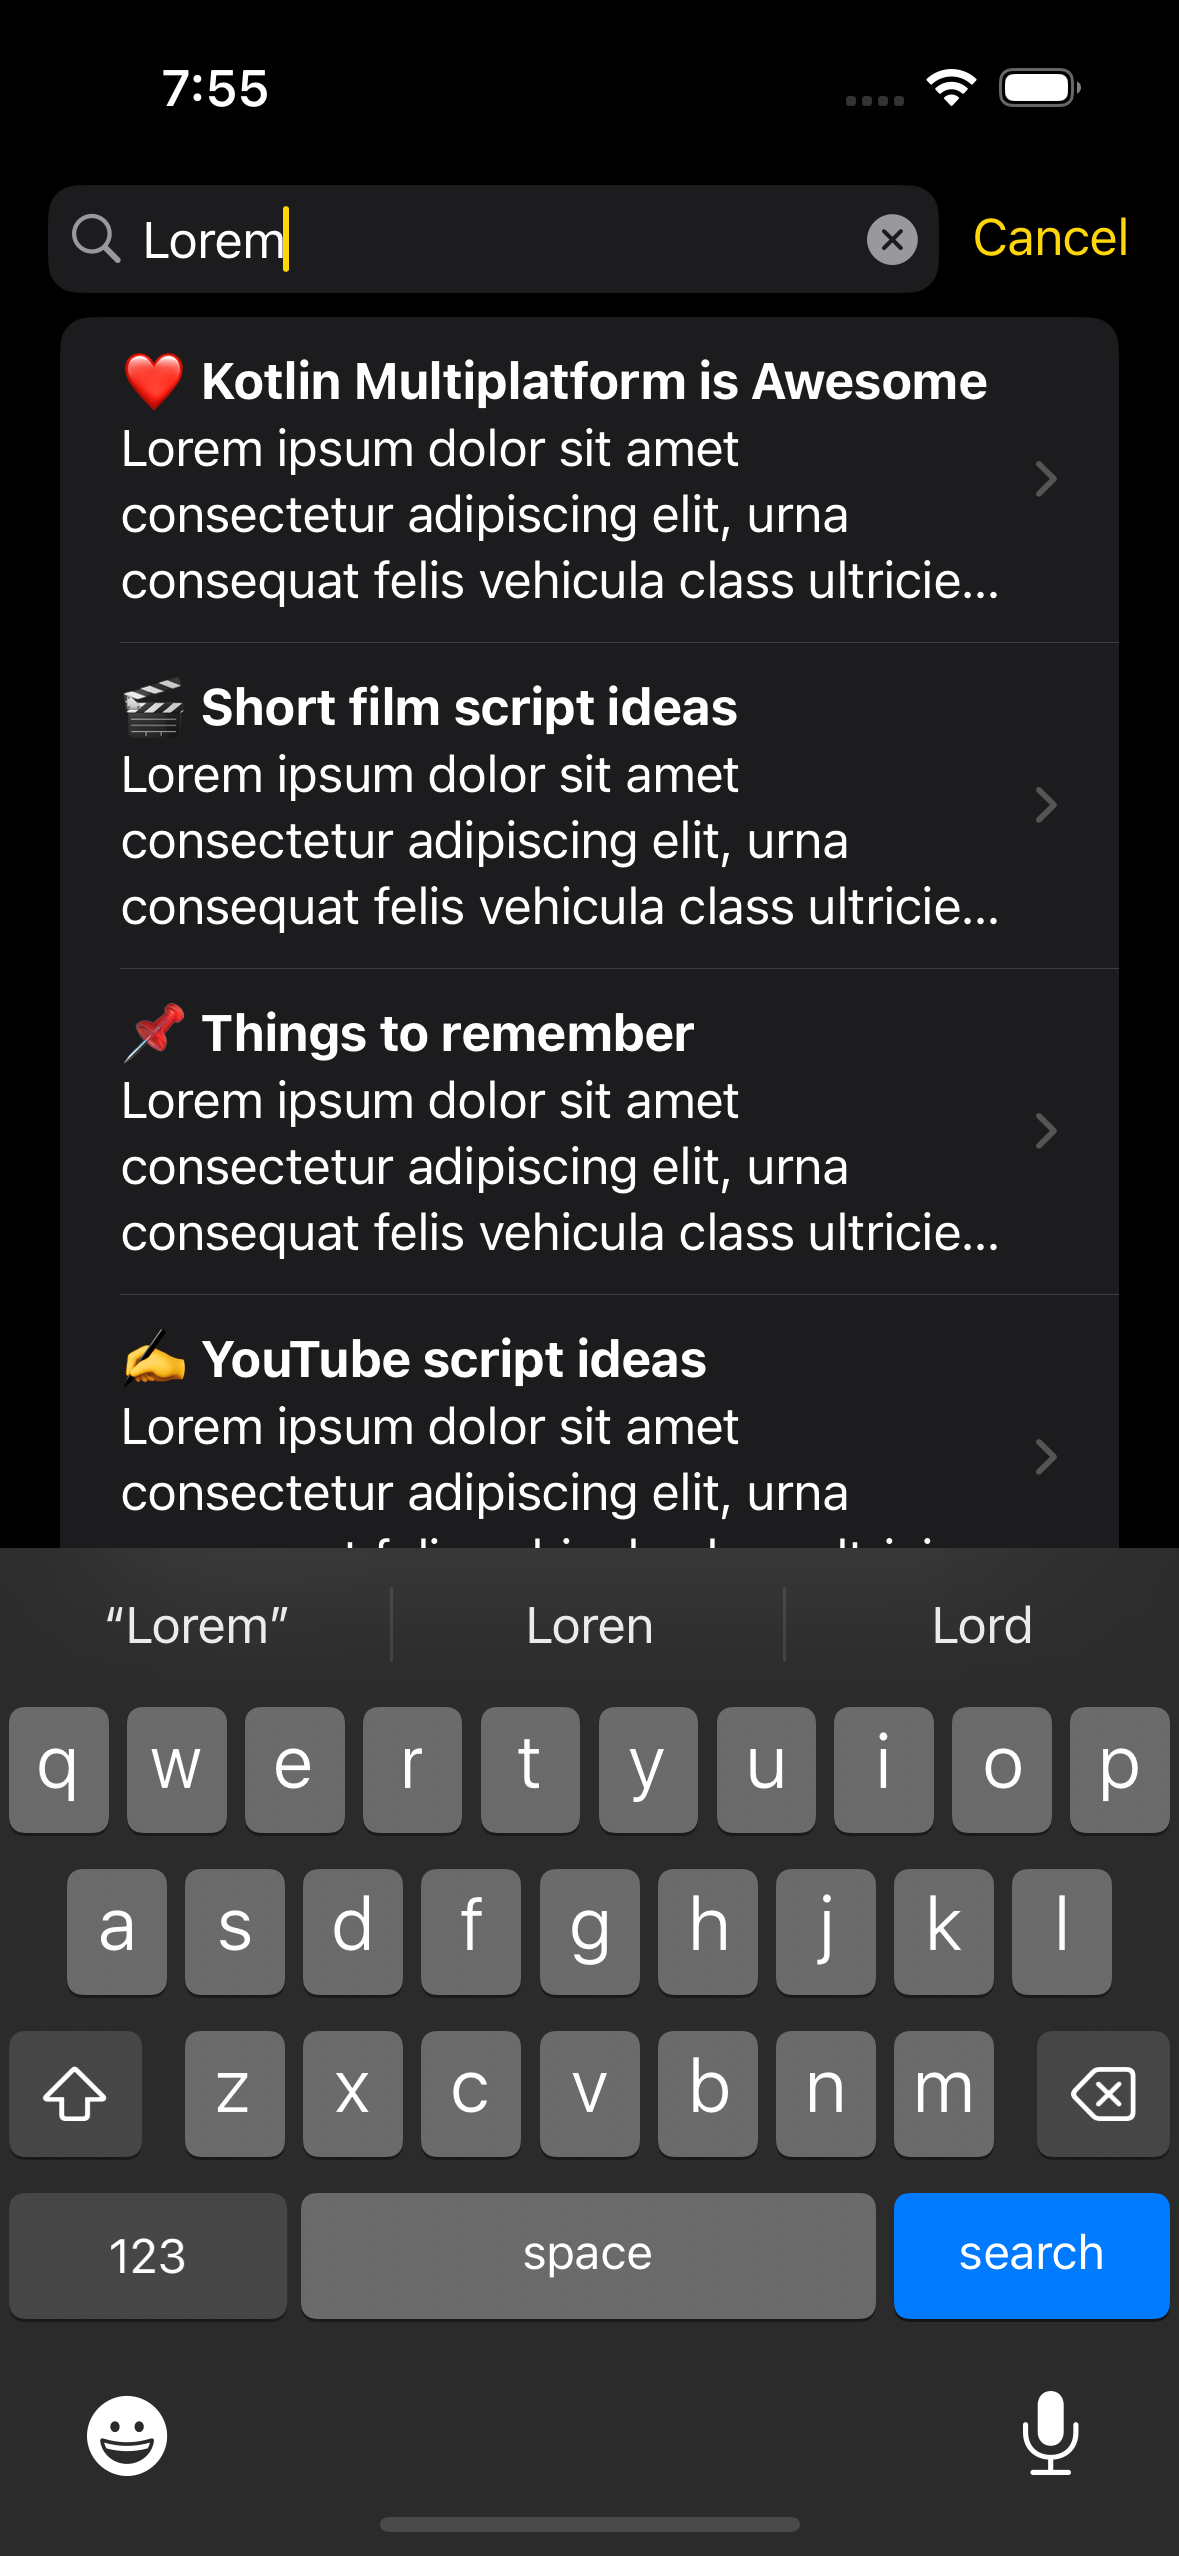 7:55
Lorem
Cancel
❤️ Kotlin Multiplatform is Awesome
Lorem ipsum dolor sit amet
consectetur adipiscing elit, urna
consequat felis vehicula class ultricie...
🎬 Short film script ideas
Lorem ipsum dolor sit amet
consectetur adipiscing elit, urna
consequat felis vehicula class ultricie...
📌 Things to remember
Lorem ipsum dolor sit amet
consectetur adipiscing elit, urna
consequat felis vehicula class ultricie...
✍️ YouTube script ideas
Lorem ipsum dolor sit amet
consectetur adipiscing elit, urna
“Lorem” Loren Lord
q w e r t y u i o p
a s d f g h j k l
z x c v b n m
123 space search